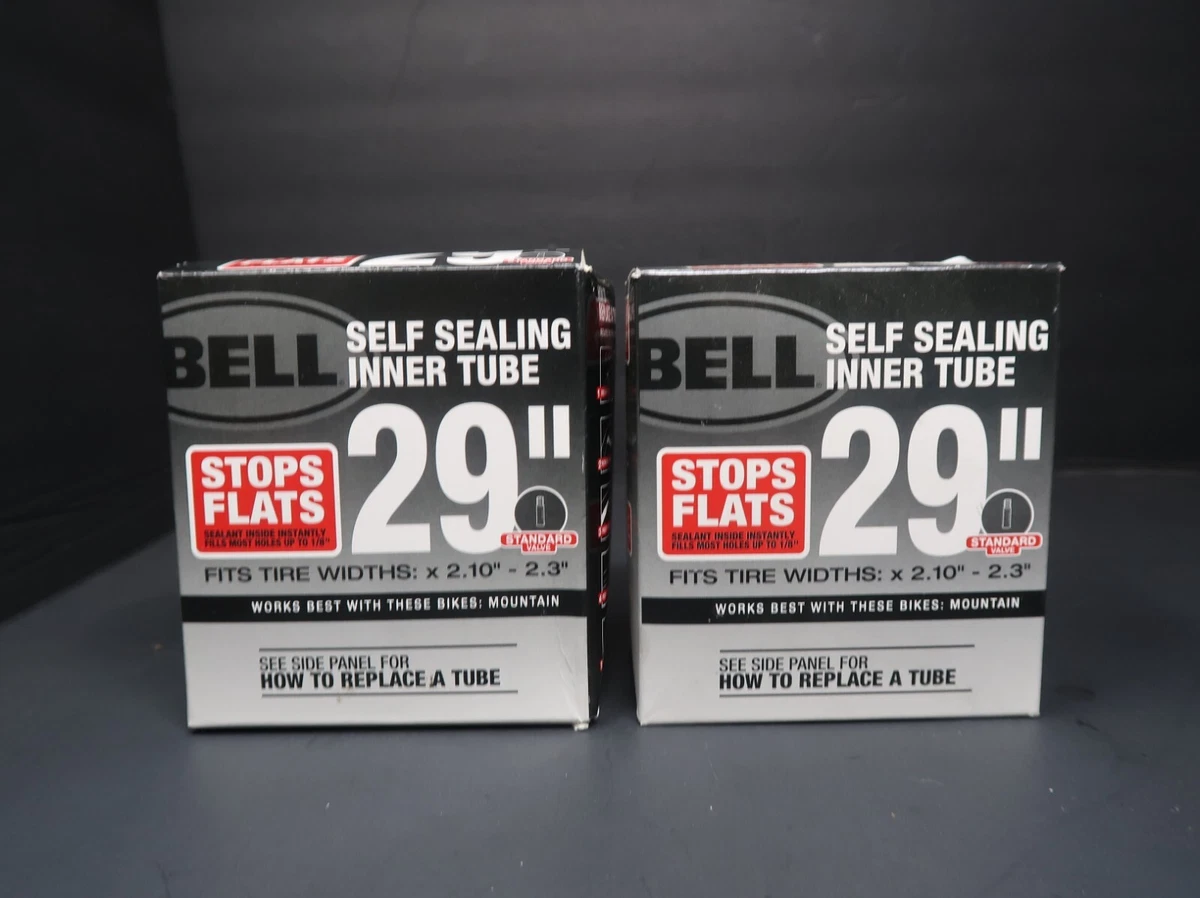 FLATS 29"
BELL
SELF SEALING
INNER TUBE
29"
STOPS
FLATS
SEALANT INSIDE INSTANTLY
FILLS MOST HOLES UP TO 1/8"
STANDARD
VALVE
FITS TIRE WIDTHS: x 2.10" - 2.3"
WORKS BEST WITH THESE BIKES: MOUNTAIN
SEE SIDE PANEL FOR
HOW TO REPLACE A TUBE
BELL
SELF SEALING
INNER TUBE
29"
STOPS
FLATS
SEALANT INSIDE INSTANTLY
FILLS MOST HOLES UP TO 1/8"
STANDARD
VALVE
FITS TIRE WIDTHS: x 2.10" - 2.3"
WORKS BEST WITH THESE BIKES: MOUNTAIN
SEE SIDE PANEL FOR
HOW TO REPLACE A TUBE